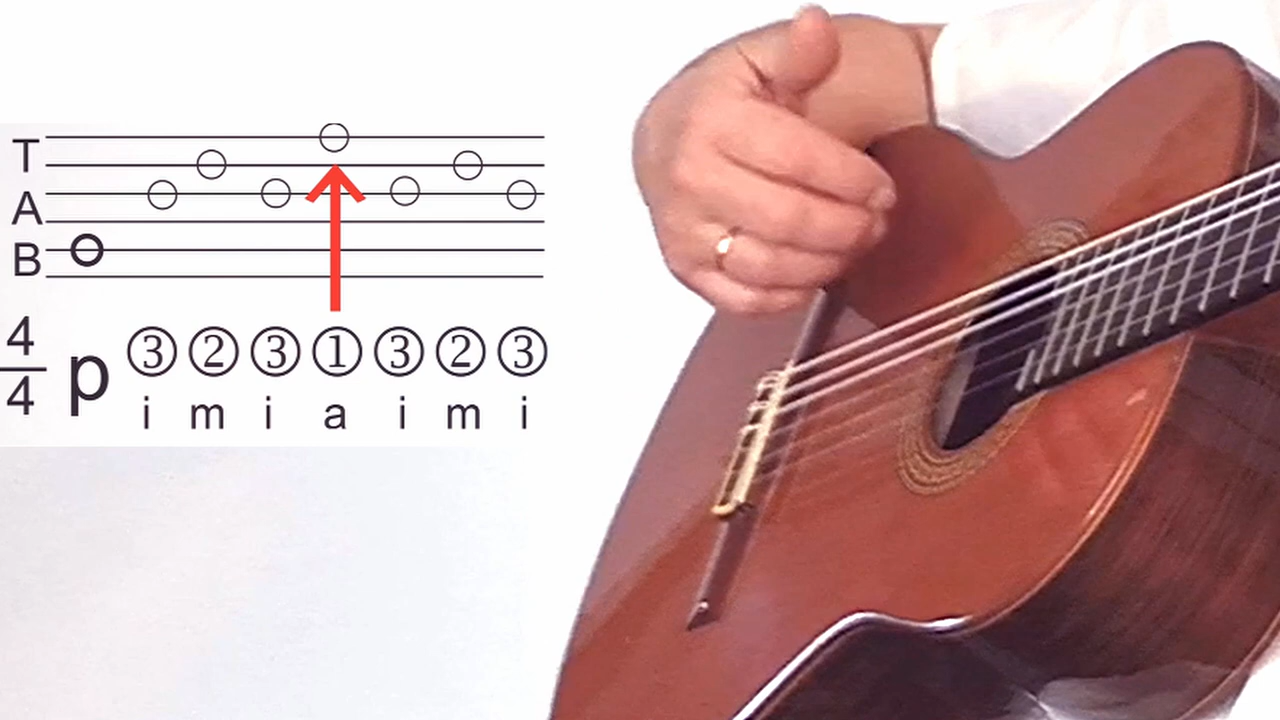 T
A
B
4
4
p ③ ② ③ ① ③ ② ③
i m i a i m i